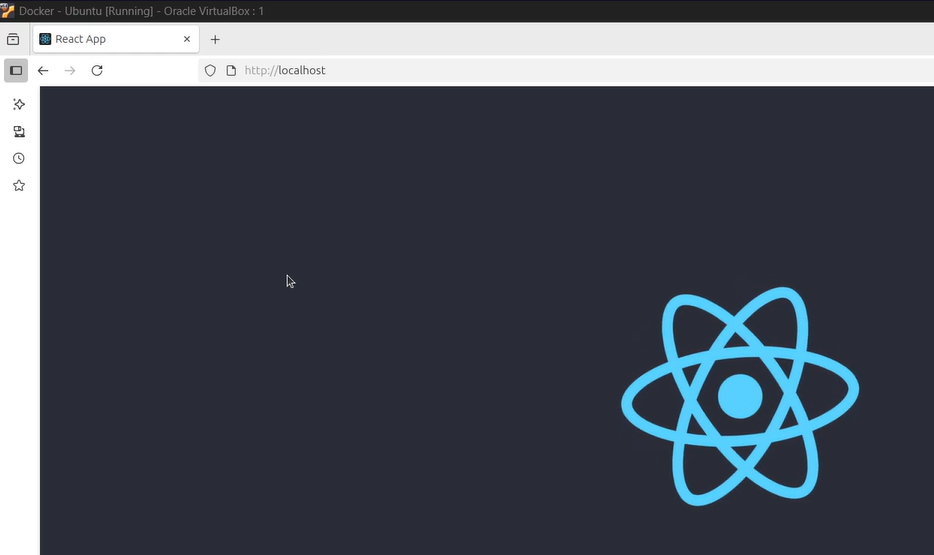 Docker - Ubuntu [Running] - Oracle VirtualBox : 1
React App
http://localhost